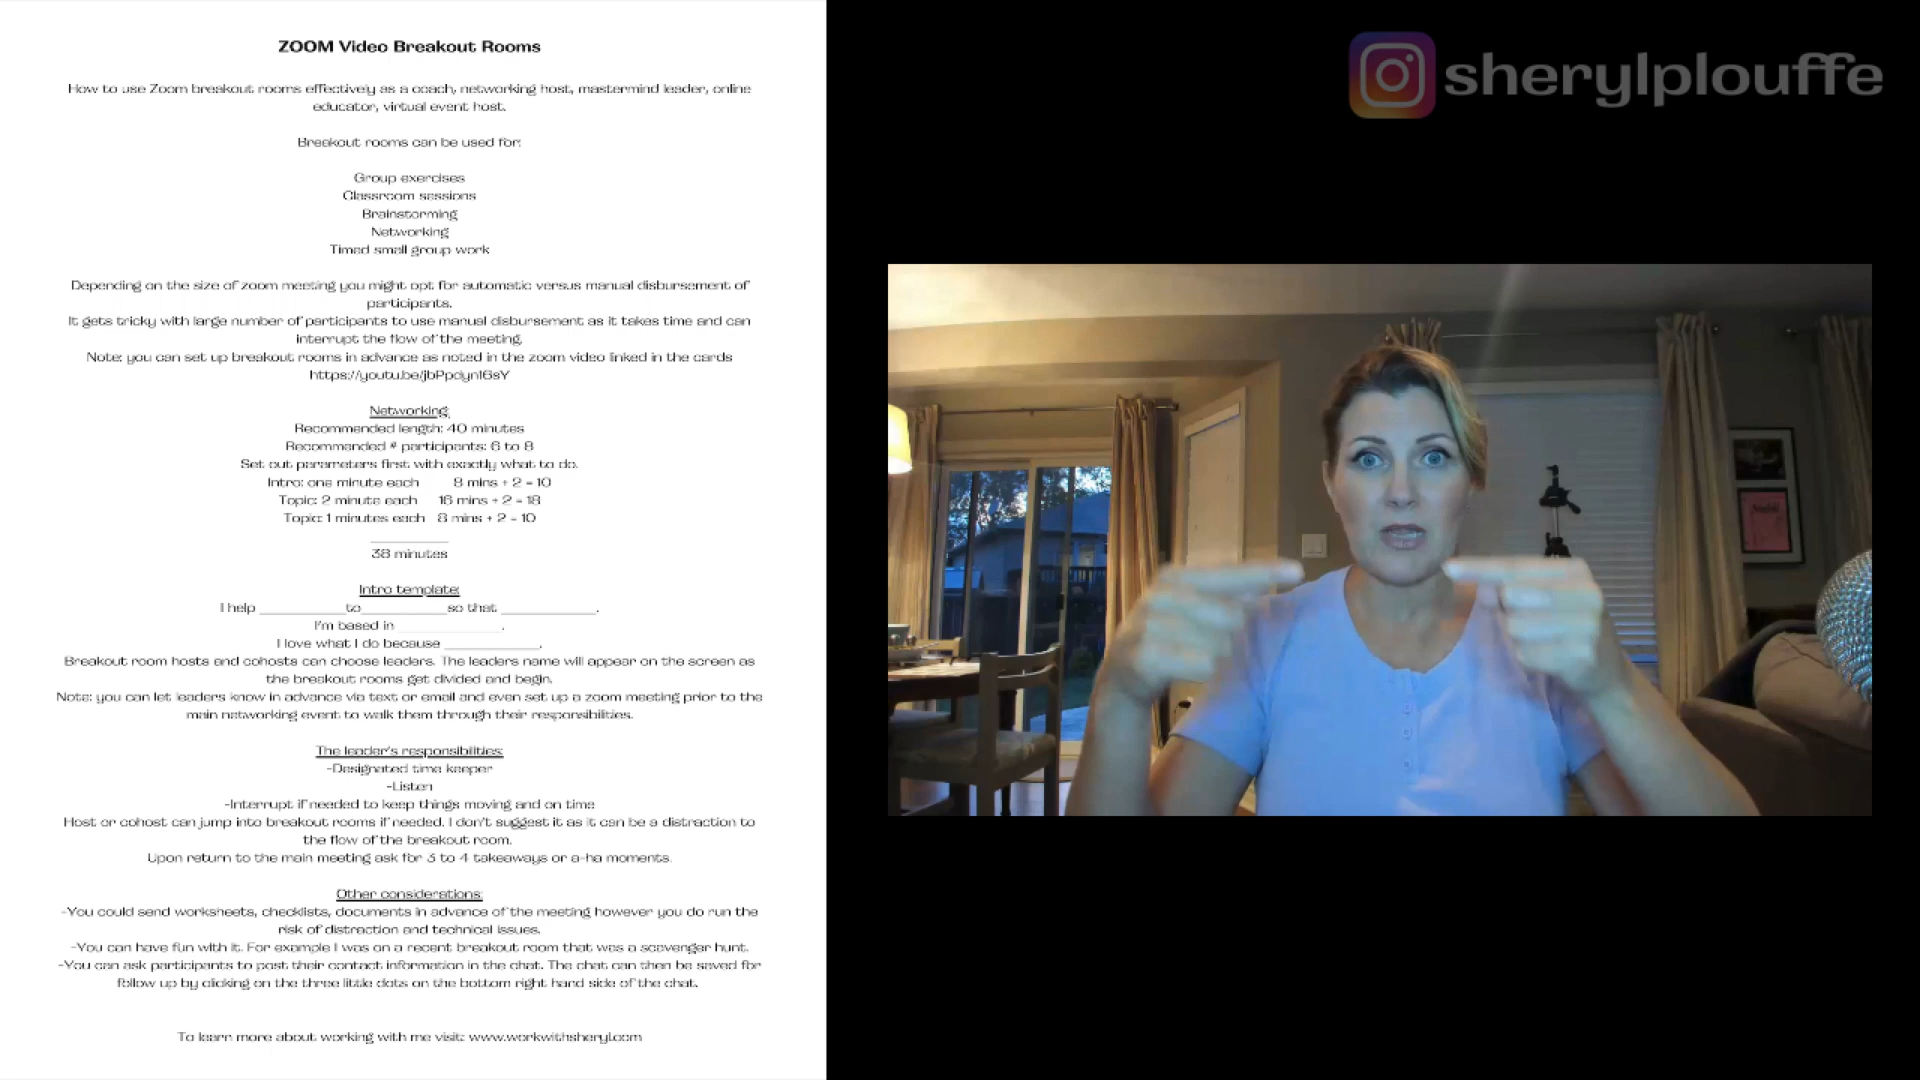 ZOOM Video Breakout Rooms
How to use Zoom breakout rooms effectively as a coach, networking host, mastermind leader, online
educator, virtual event host.
Breakout rooms can be used for:
Group exercises
Classroom sessions
Brainstorming
Networking
Timed small group work
Depending on the size of zoom meeting you might opt for automatic versus manual disbursement of
participants.
It gets tricky with large number of participants to use manual disbursement as it takes time and can
interrupt the flow of the meeting.
Note: you can set up breakout rooms in advance as noted in the zoom video linked in the cards
Networking:
Recommended length: 40 minutes
Recommended # participants: 6 to 8
Set out parameters first with exactly what to do.
Intro: one minute each 8 mins + 2 = 10
Topic: 2 minute each 16 mins + 2 = 18
Topic: 1 minutes each 8 mins + 2 = 10
38 minutes
Intro template:
I help ____________to____________so that _____________.
I'm based in ______________.
I love what I do because _____________.
Breakout room hosts and cohosts can choose leaders. The leaders name will appear on the screen as
the breakout rooms get divided and begin.
Note: you can let leaders know in advance via text or email and even set up a zoom meeting prior to the
main networking event to walk them through their responsibilities.
The leader's responsibilities:
-Designated time keeper
-Listen
-Interrupt if needed to keep things moving and on time
Host or cohost can jump into breakout rooms if needed. I don't suggest it as it can be a distraction to
the flow of the breakout room.
Upon return to the main meeting ask for 3 to 4 takeaways or a-ha moments.
Other considerations:
-You could send worksheets, checklists, documents in advance of the meeting however you do run the
risk of distraction and technical issues.
-You can have fun with it. For example I was on a recent breakout room that was a scavenger hunt.
-You can ask participants to post their contact information in the chat. The chat can then be saved for
follow up by clicking on the three little dots on the bottom right hand side of the chat.
To learn more about working with me visit: www.workwithsheryl.com
sherylplouffe